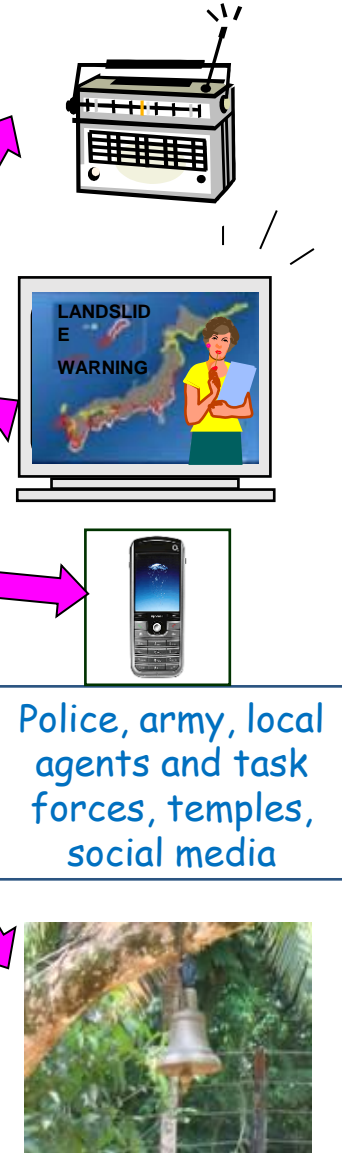 LANDSLID
E
WARNING
Police, army, local
agents and task
forces, temples,
social media